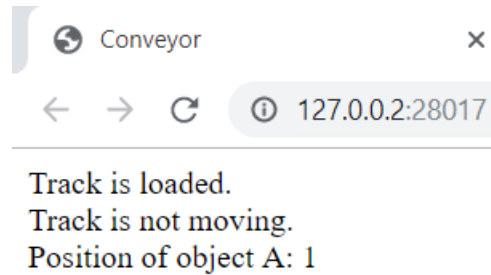 Conveyor
127.0.0.2:28017
Track is loaded.
Track is not moving.
Position of object A: 1